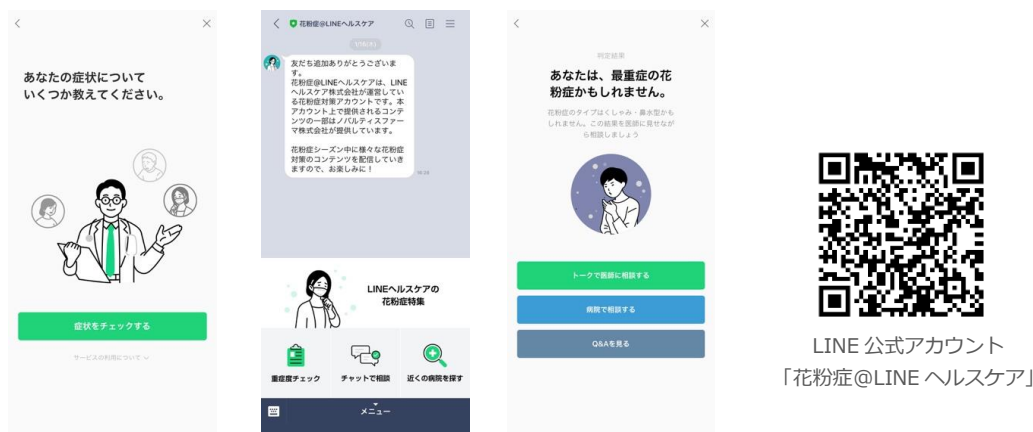 あなたの症状について
いくつか教えてください。
症状をチェックする
サービスの利用について
花粉症@LINEヘルスケア
友だち追加ありがとうございま
す。
花粉症@LINEヘルスケアは、LINE
ヘルスケア株式会社が運営してい
る花粉症対策アカウントです。本
アカウント上で提供されるコンテ
ンツの一部はノバルティスファー
マ株式会社が提供しています。
花粉症シーズン中に様々な花粉症
対策のコンテンツを配信していき
ますので、お楽しみに！
LINEヘルスケアの
花粉症特集
重症度チェック
チャットで相談
近くの病院を探す
メニュー
判定結果
あなたは、最重症の花
粉症かもしれません。
花粉症のタイプはくしゃみ・鼻水型かも
しれません。この結果を医師に見せなが
ら相談しましょう
トークで医師に相談する
病院で相談する
Q&Aを見る
LINE 公式アカウント
「花粉症@LINE ヘルスケア」